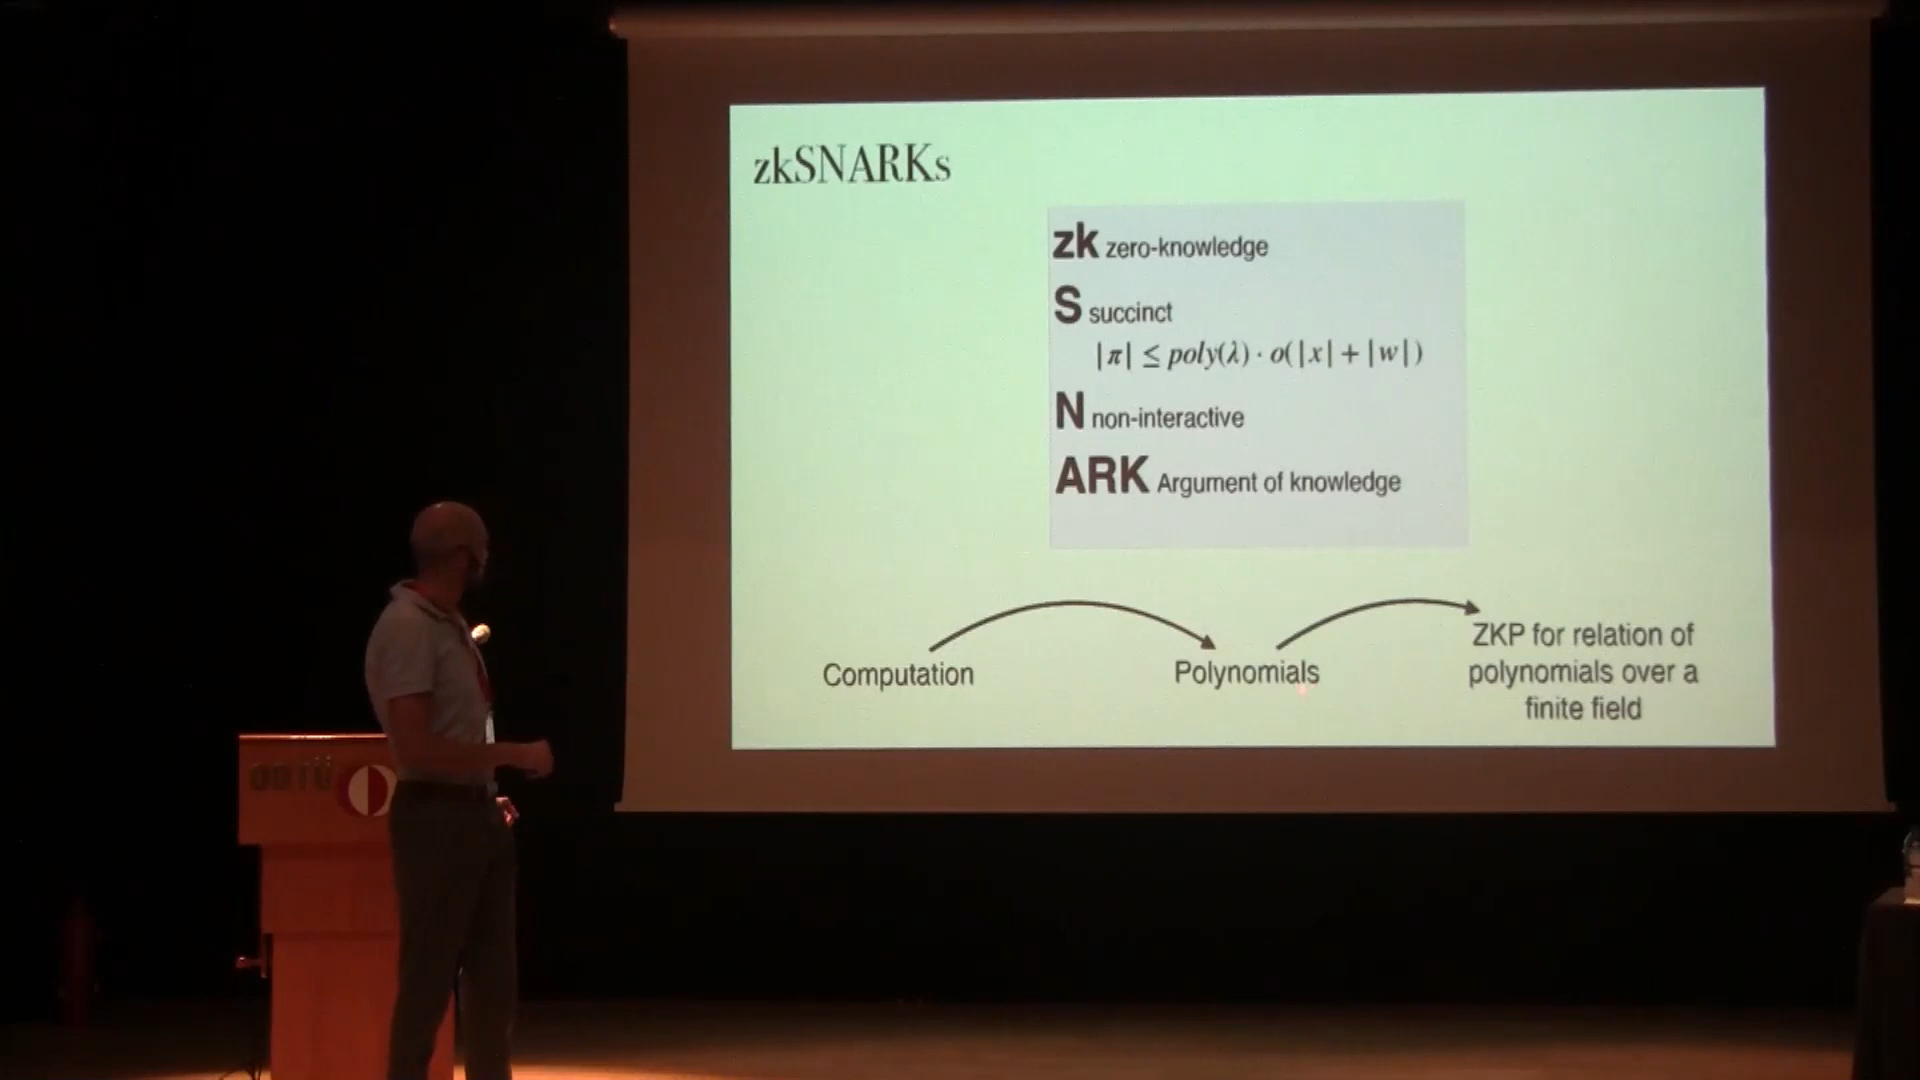 zkSNARKs
zk zero-knowledge
S succinct
|π| ≤ poly(λ) · o(|x| + |w|)
N non-interactive
ARK Argument of knowledge
Computation
Polynomials
ZKP for relation of
polynomials over a
finite field
ODTÜ